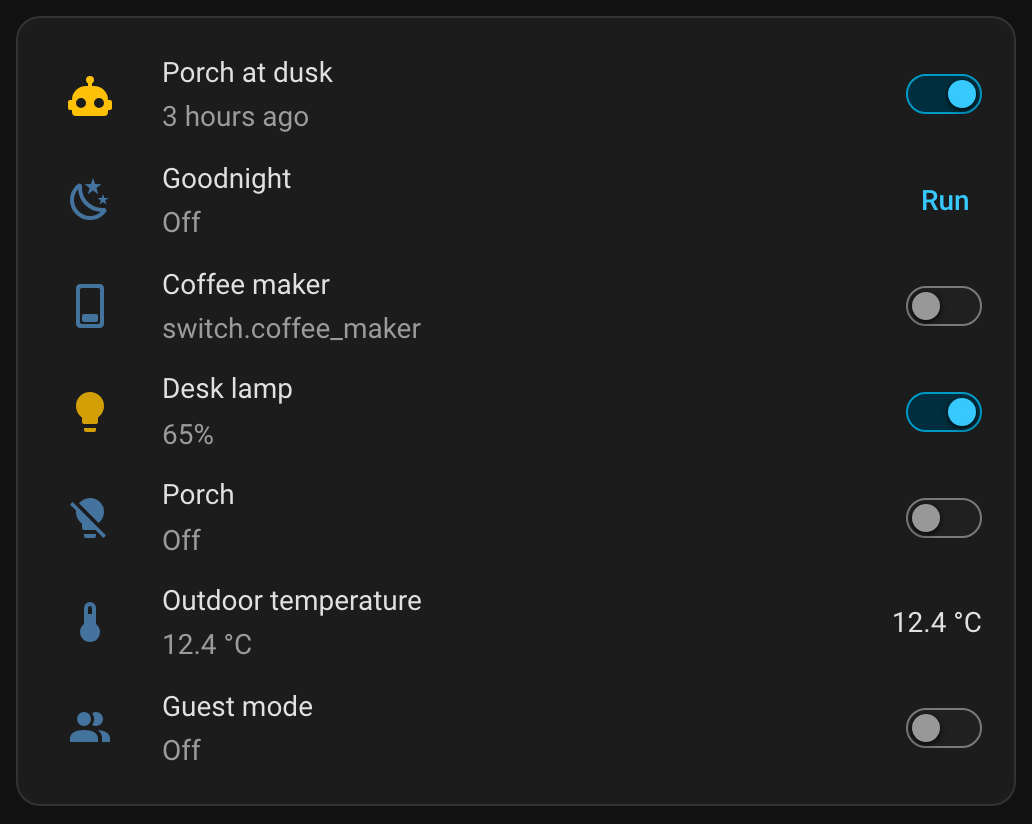 Porch at dusk
3 hours ago
Goodnight
Off
Run
Coffee maker
switch.coffee_maker
Desk lamp
65%
Porch
Off
Outdoor temperature
12.4 °C
12.4 °C
Guest mode
Off